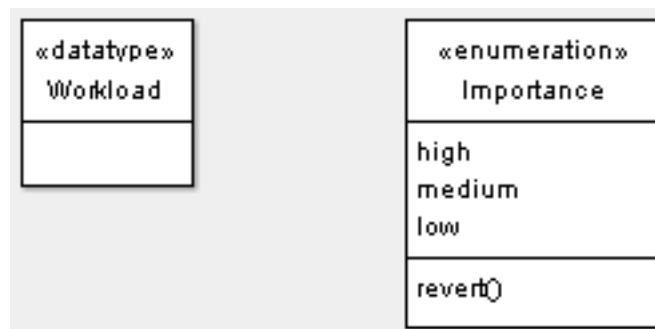 «datatype»
Workload
«enumeration»
Importance
high
medium
low
revert()